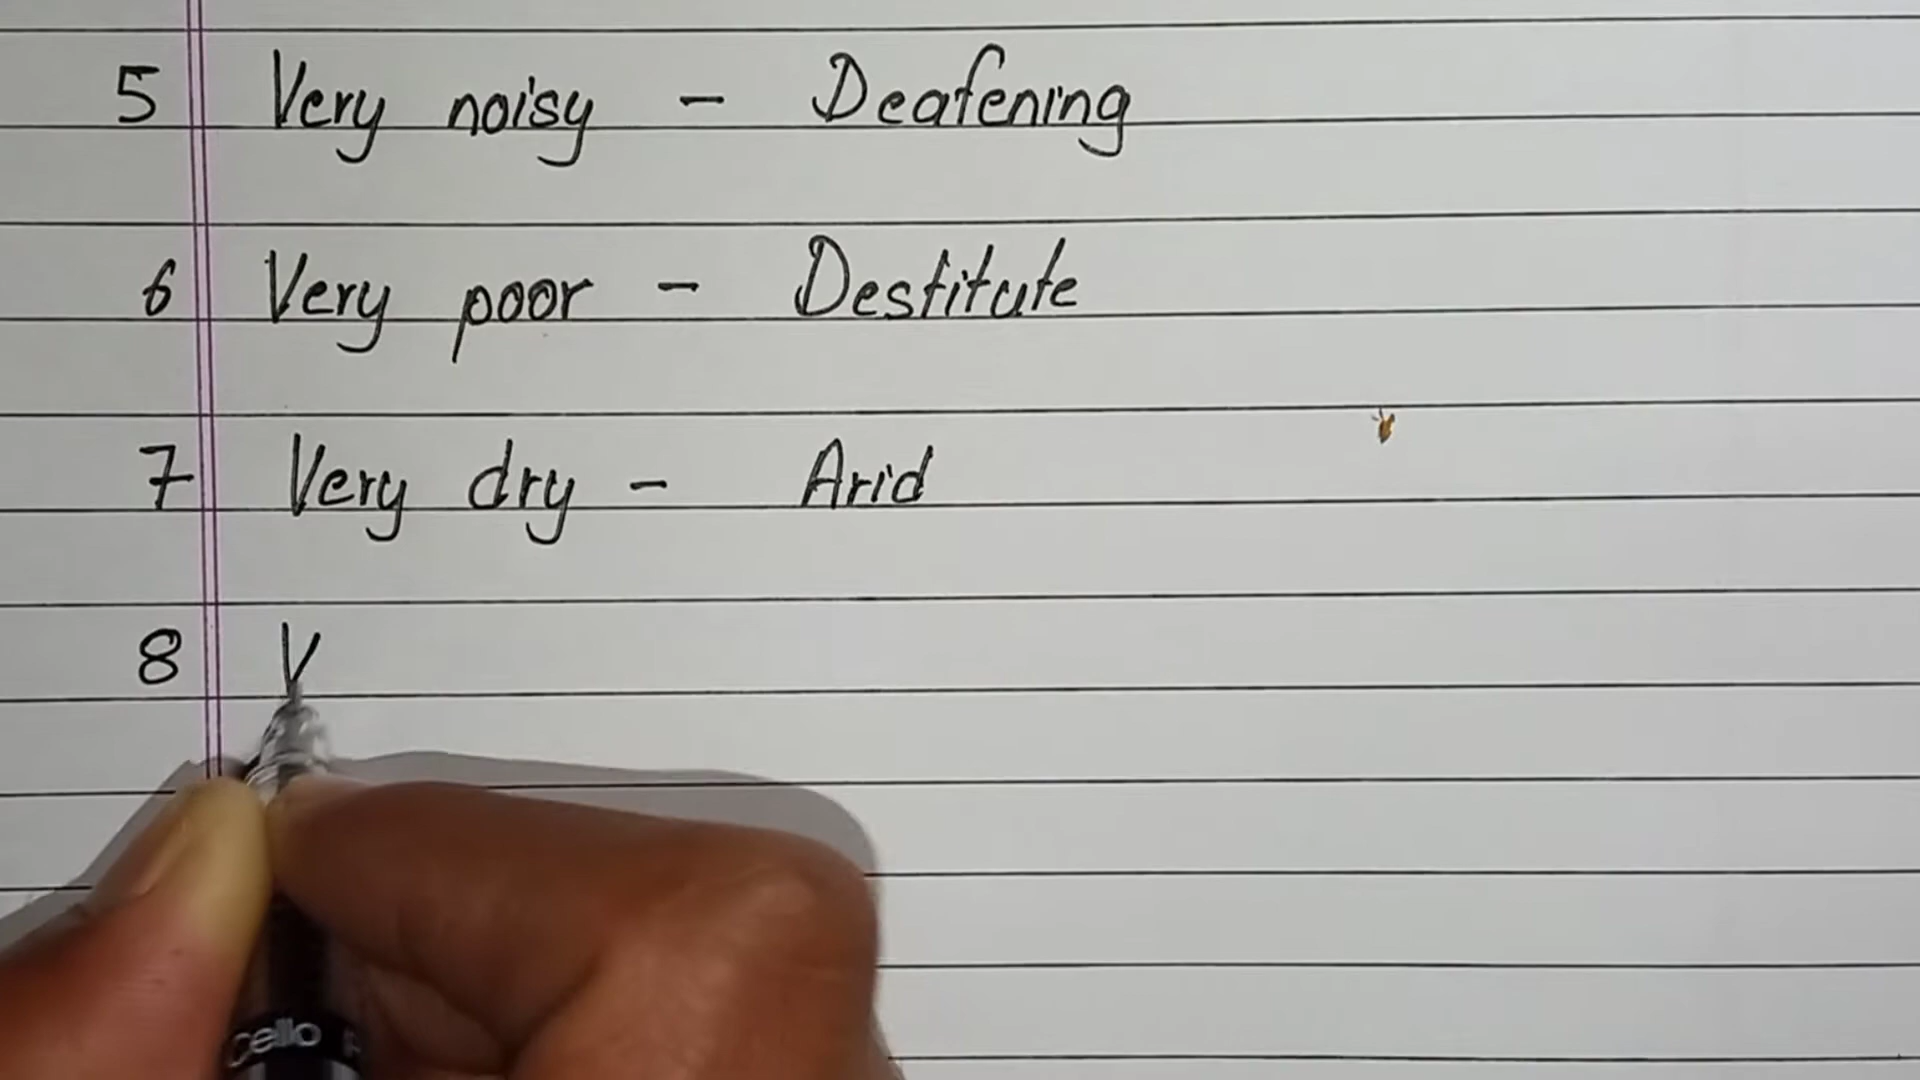 5 Very noisy - Deafening
6 Very poor - Destitute
7 Very dry - Arid
8 V
cello